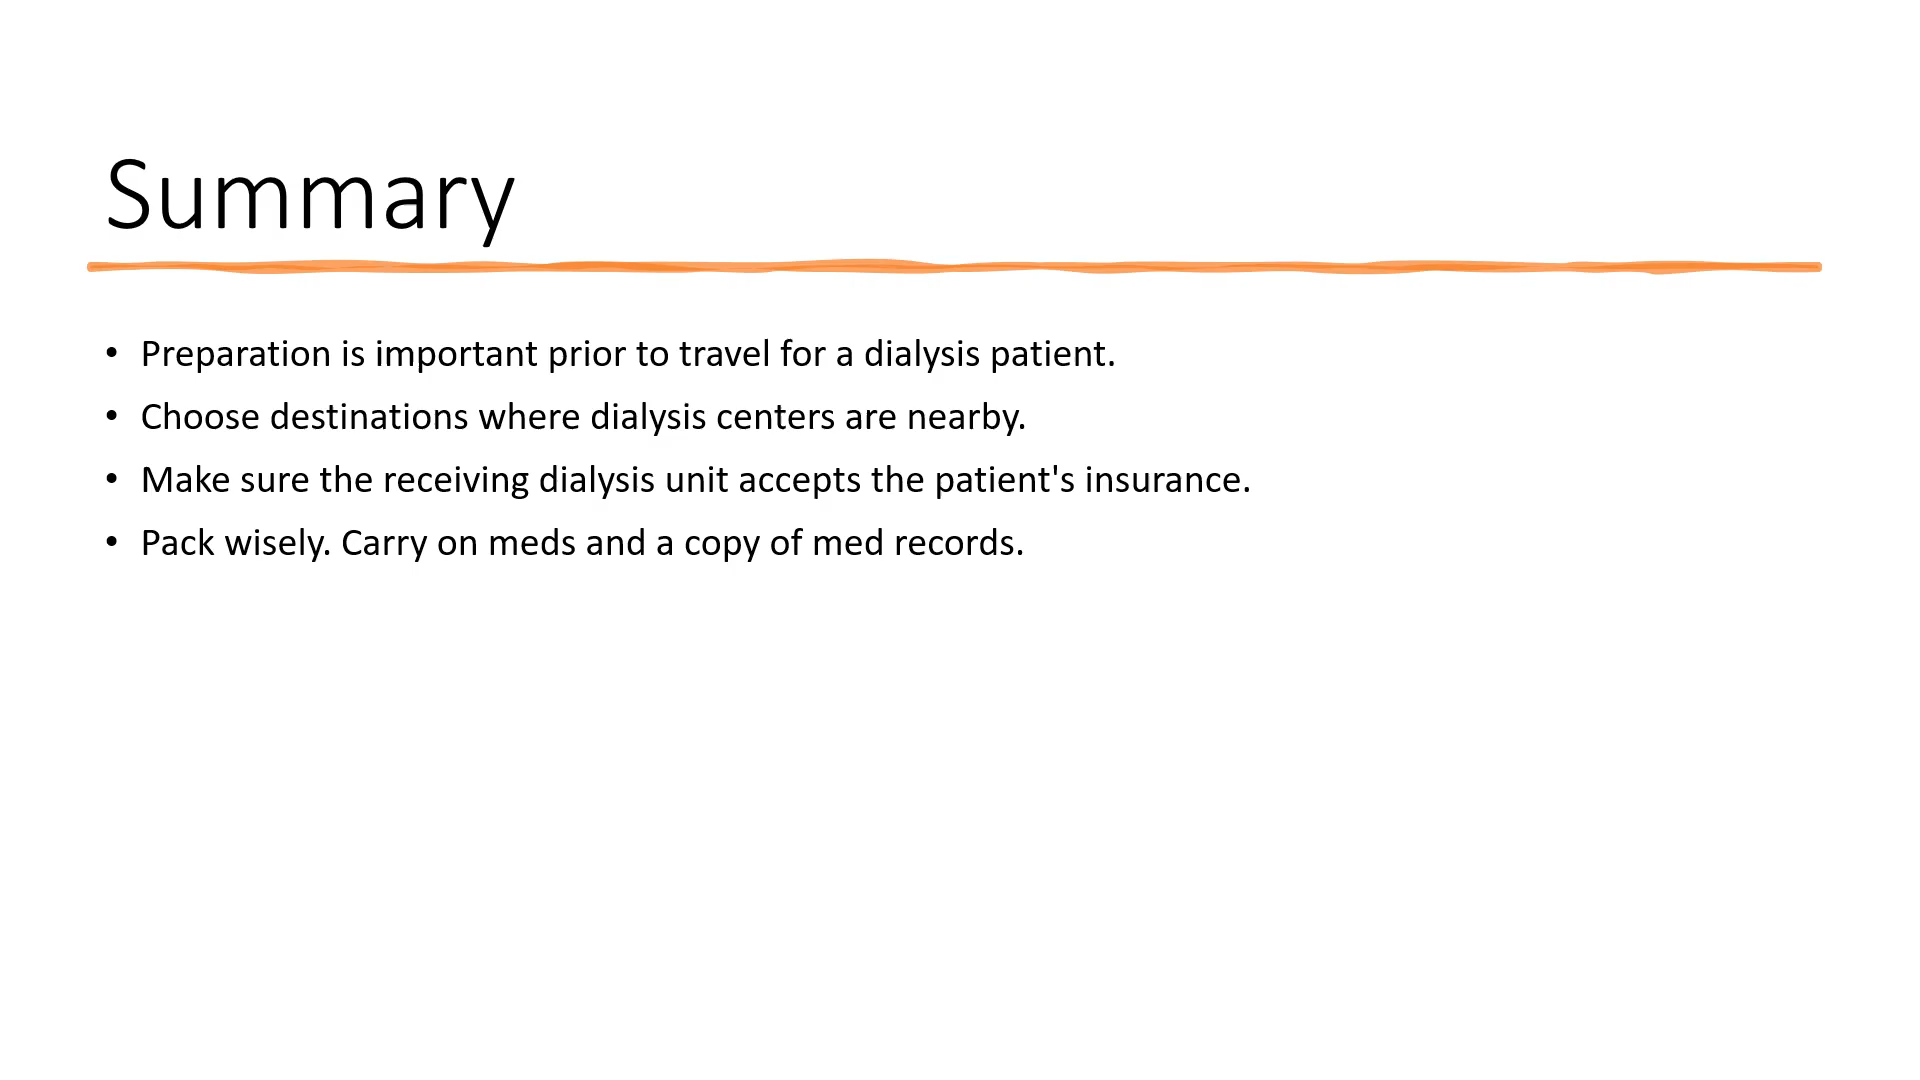 Summary
• Preparation is important prior to travel for a dialysis patient.
• Choose destinations where dialysis centers are nearby.
• Make sure the receiving dialysis unit accepts the patient's insurance.
• Pack wisely. Carry on meds and a copy of med records.